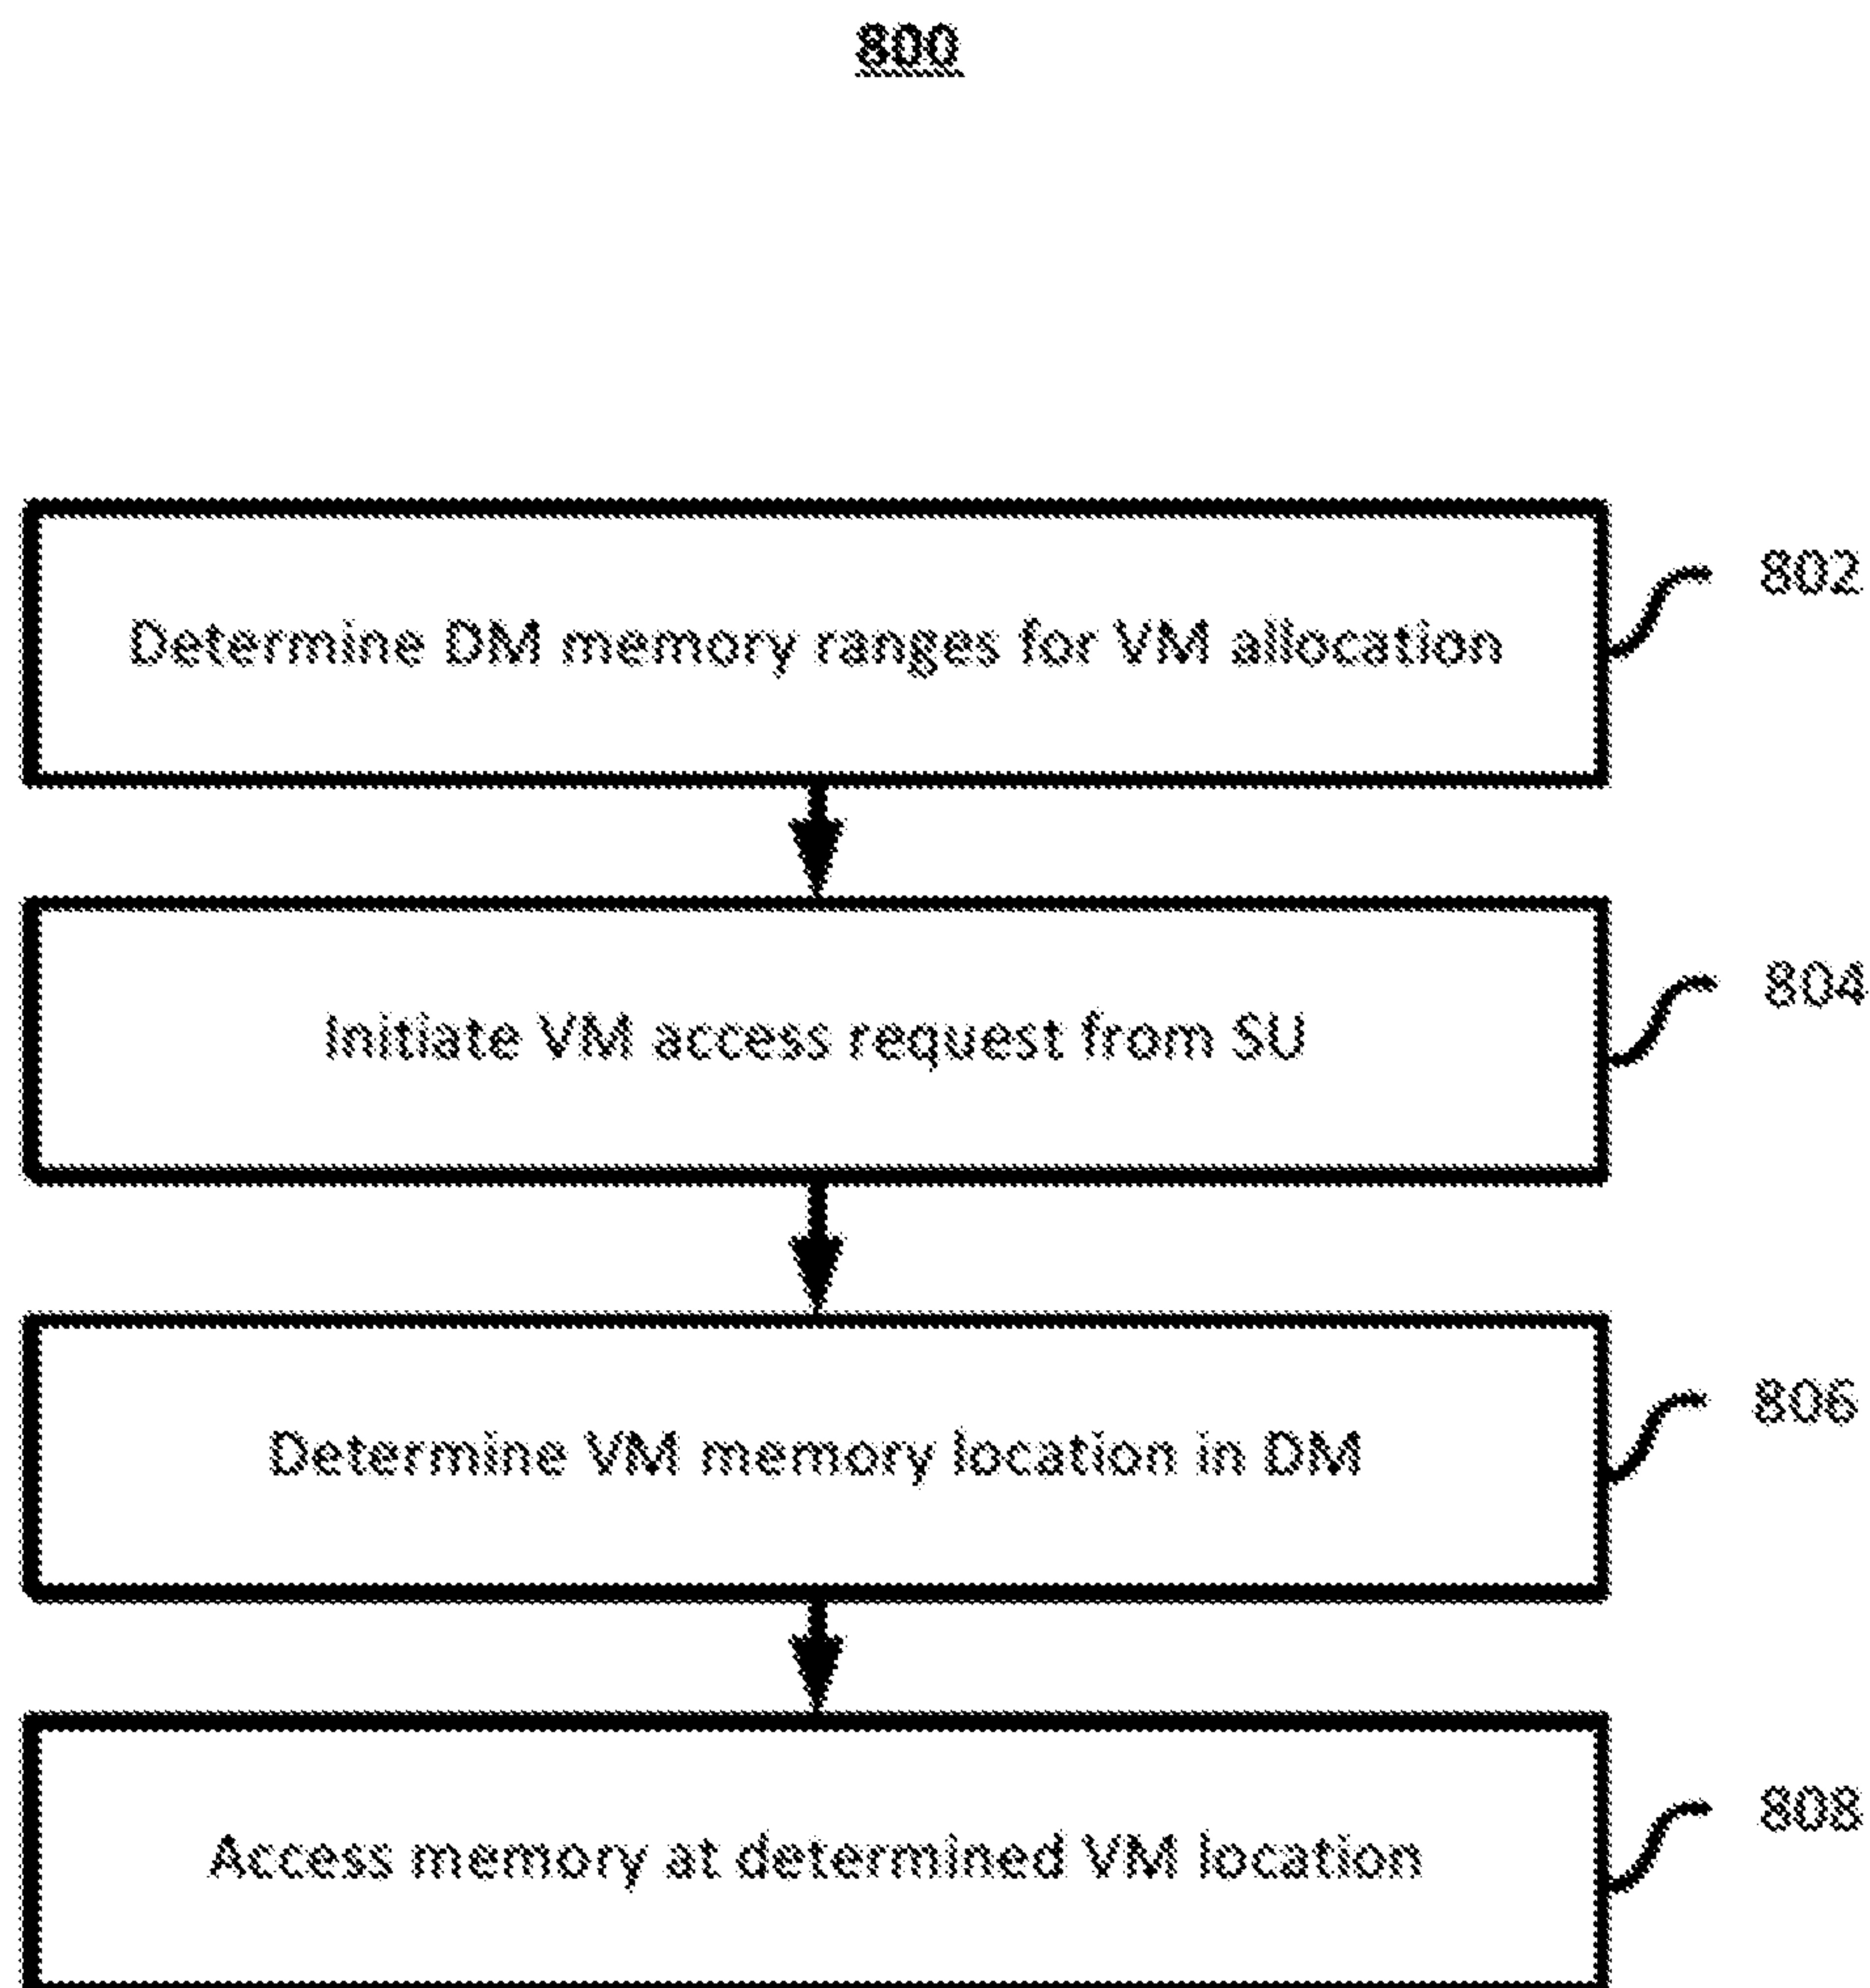 800
Determine DM memory ranges for VM allocation
802
Initiate VM access request from SU
804
Determine VM memory location in DM
806
Access memory at determined VM location
808